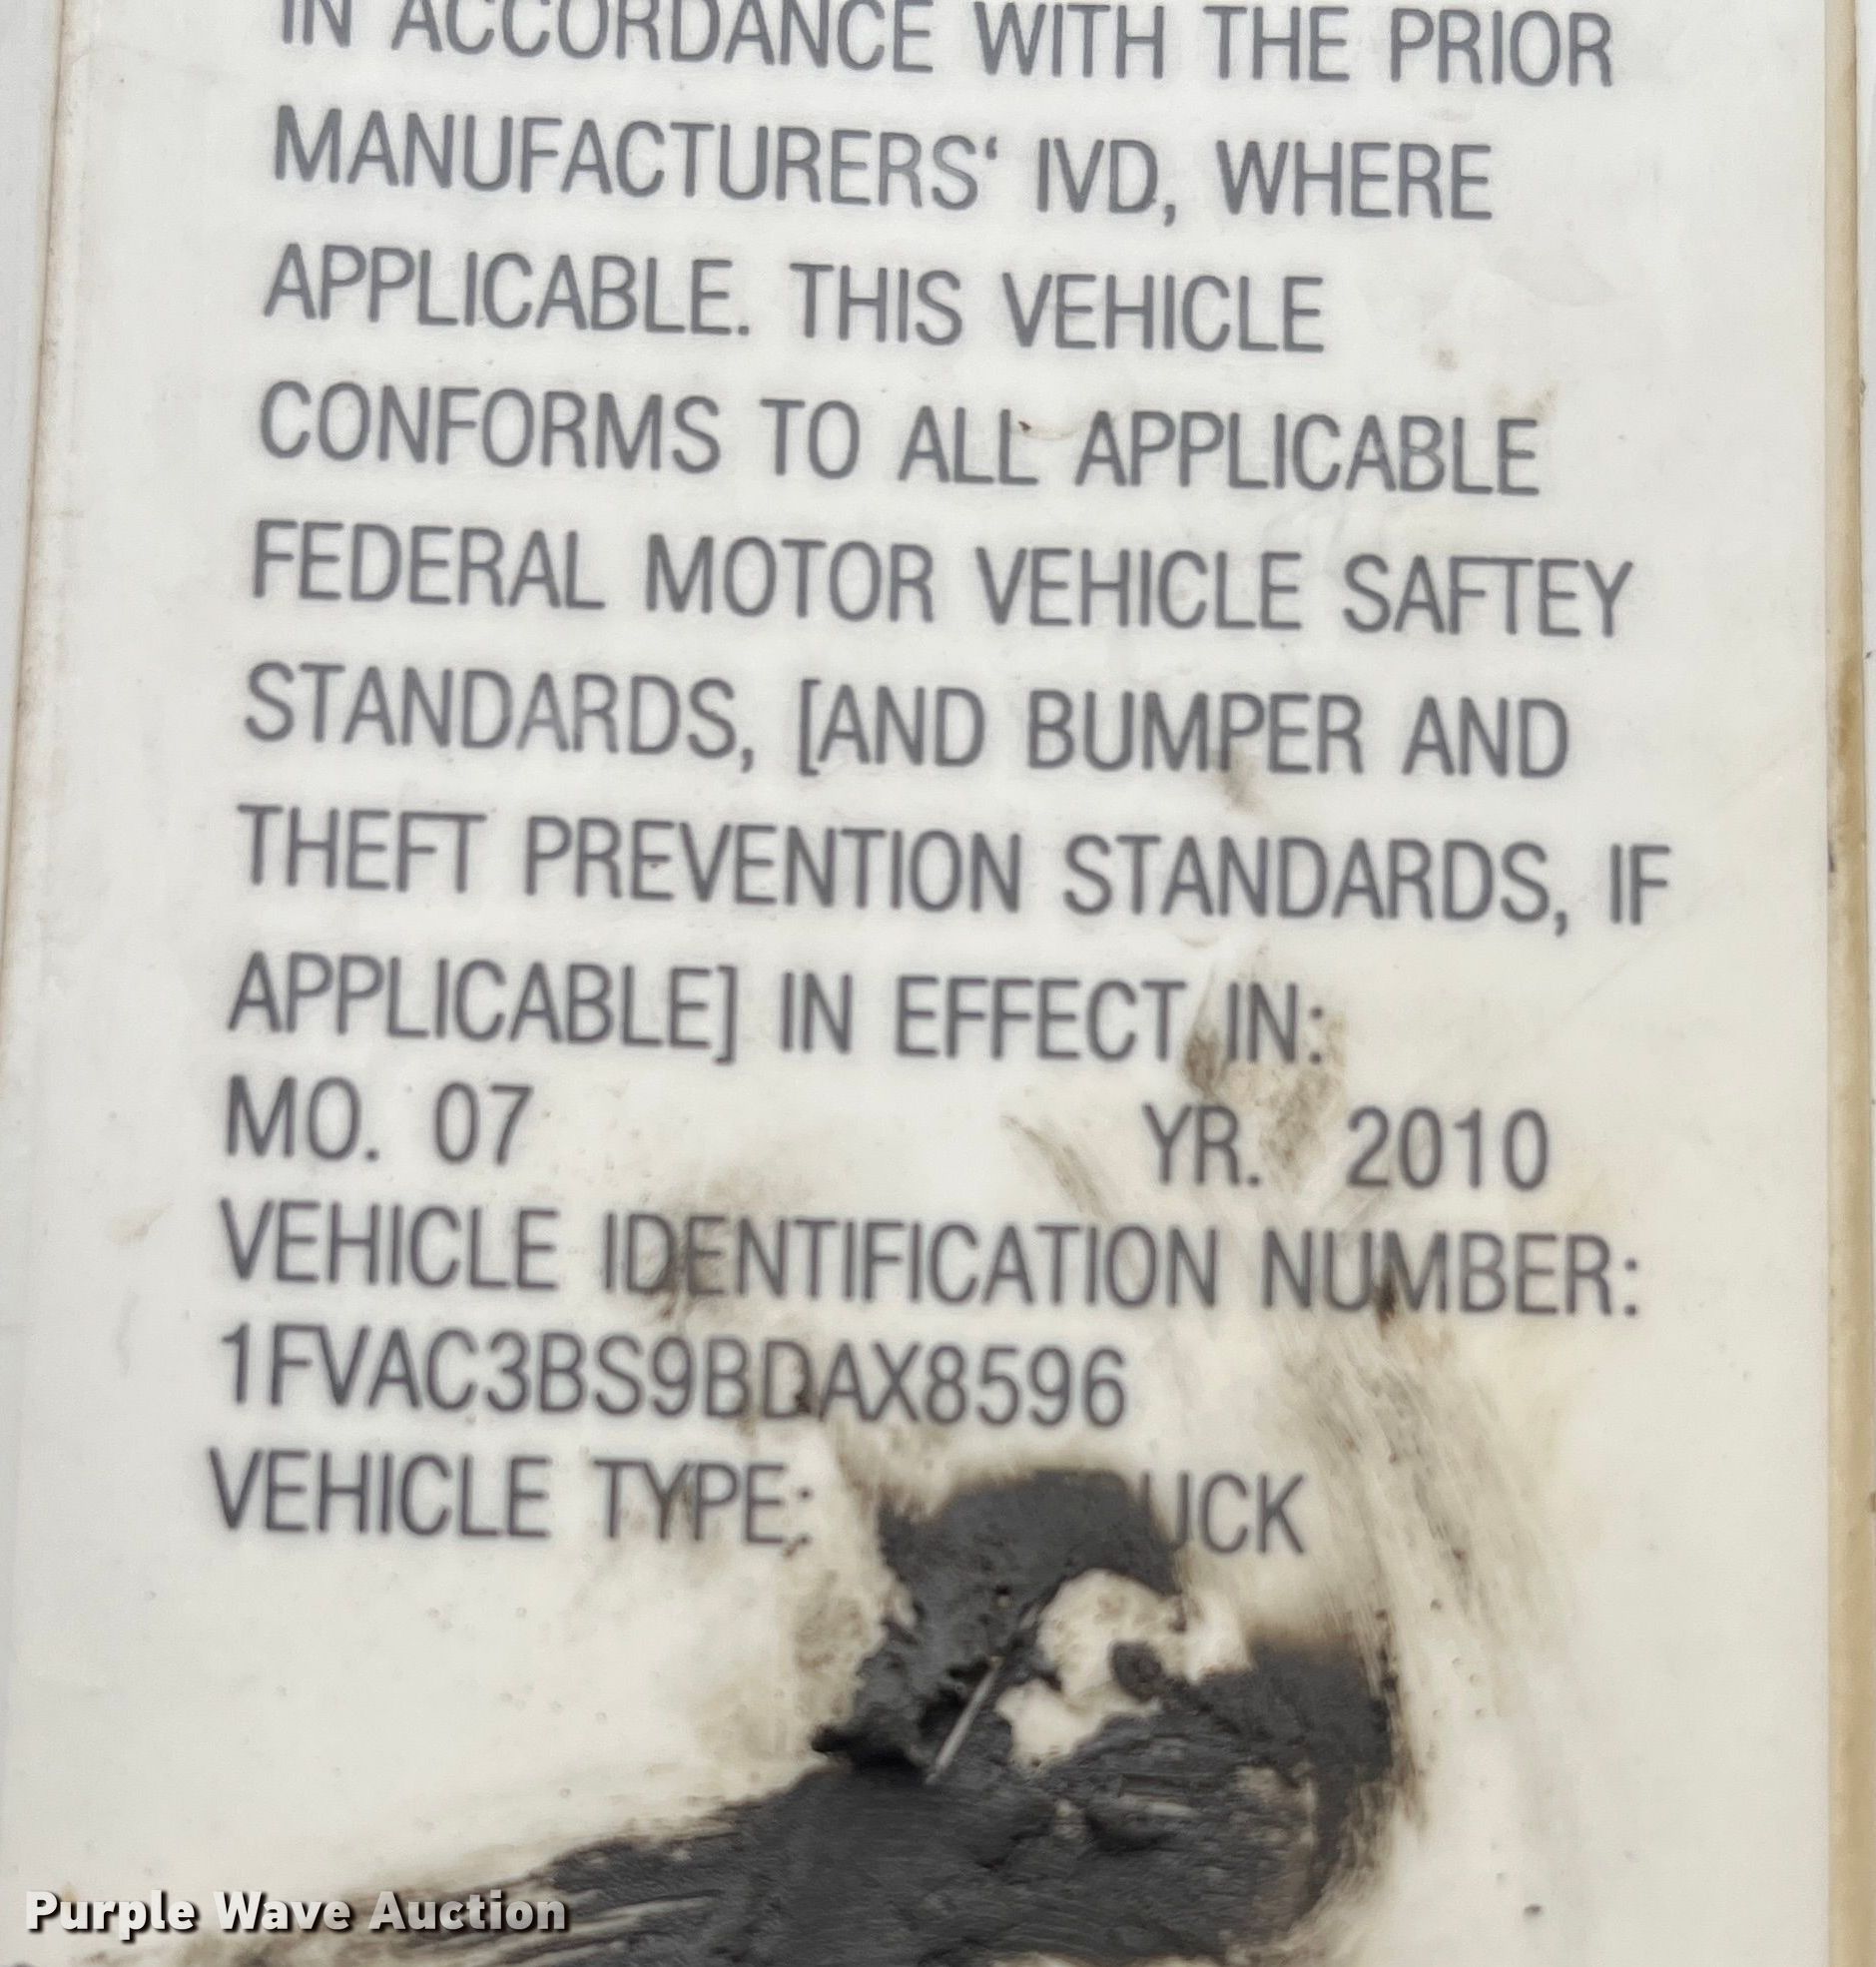 IN ACCORDANCE WITH THE PRIOR
MANUFACTURERS‘ IVD, WHERE
APPLICABLE. THIS VEHICLE
CONFORMS TO ALL APPLICABLE
FEDERAL MOTOR VEHICLE SAFTEY
STANDARDS, [AND BUMPER AND
THEFT PREVENTION STANDARDS, IF
APPLICABLE] IN EFFECT IN:
MO. 07 YR. 2010
VEHICLE IDENTIFICATION NUMBER:
1FVAC3BS9BDAX8596
VEHICLE TYPE:
Purple Wave Auction